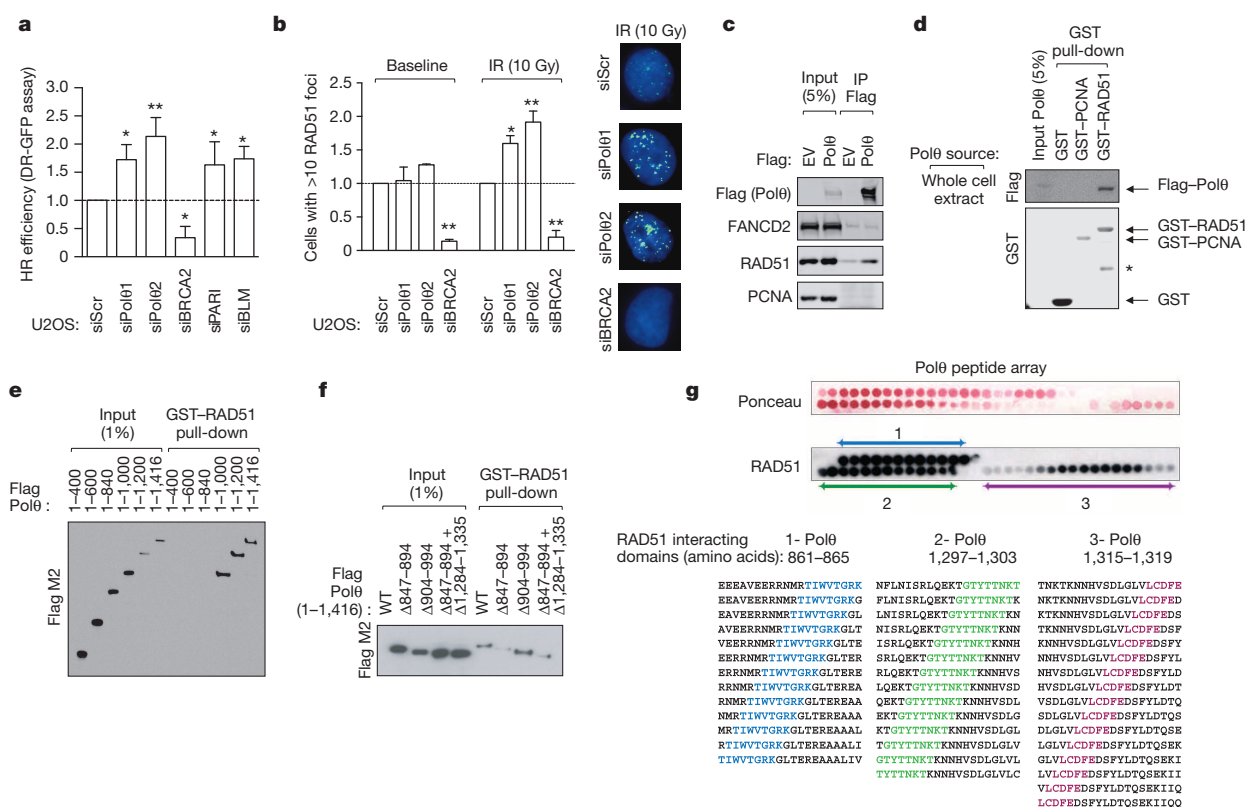 a
HR efficiency (DR-GFP assay)
3.0
2.5
2.0
1.5
1.0
0.5
0
*
**
*
*
*
U2OS:
siScr
siPolθ1
siPolθ2
siBRCA2
siPARI
siBLM
b
Cells with >10 RAD51 foci
2.5
2.0
1.5
1.0
0.5
0
Baseline
IR (10 Gy)
**
*
**
**
U2OS:
siScr
siPolθ1
siPolθ2
siBRCA2
siScr
siPolθ1
siPolθ2
siBRCA2
IR (10 Gy)
siScr
siPolθ1
siPolθ2
siBRCA2
c
Input
(5%)
IP
Flag
Flag:
EV
Polθ
EV
Polθ
Flag (Polθ)
FANCD2
RAD51
PCNA
d
GST
pull-down
Input Polθ (5%)
GST
GST–PCNA
GST–RAD51
Polθ source:
Whole cell
extract
Flag
Flag–Polθ
GST
GST–RAD51
GST–PCNA
*
GST
e
Input
(1%)
GST–RAD51
pull-down
Flag
Polθ :
1–400
1–600
1–840
1–1,000
1–1,200
1–1,416
1–400
1–600
1–840
1–1,000
1–1,200
1–1,416
Flag M2
f
Input
(1%)
GST–RAD51
pull-down
Flag
Polθ
(1–1,416) :
WT
Δ847–894
Δ904–994
Δ847–894 +
Δ1,284–1,335
WT
Δ847–894
Δ904–994
Δ847–894 +
Δ1,284–1,335
Flag M2
g
Polθ peptide array
Ponceau
RAD51
1
2
3
RAD51 interacting
domains (amino acids):
1- Polθ
861–865
2- Polθ
1,297–1,303
3- Polθ
1,315–1,319
EEEAVEERRNMRTIWVTGRK
EEAVEERRNMRTIWVTGRKG
EAVEERRNMRTIWVTGRKGL
AVEERRNMRTIWVTGRKGLT
VEERRNMRTIWVTGRKGLTE
EERRNMRTIWVTGRKGLTER
ERRNMRTIWVTGRKGLTERE
RRNMRTIWVTGRKGLTEREA
RNMRTIWVTGRKGLTEREAA
NMRTIWVTGRKGLTEREAAA
MRTIWVTGRKGLTEREAAAL
RTIWVTGRKGLTEREAAALI
TIWVTGRKGLTEREAAALIV
NFLNISRLQEKTGTYTTNKT
FLNISRLQEKTGTYTTNKTK
LNISRLQEKTGTYTTNKTKN
NISRLQEKTGTYTTNKTKNN
ISRLQEKTGTYTTNKTKNNH
SRLQEKTGTYTTNKTKNNHV
RLQEKTGTYTTNKTKNNHVS
LQEKTGTYTTNKTKNNHVSD
QEKTGTYTTNKTKNNHVSDL
EKTGTYTTNKTKNNHVSDLG
KTGTYTTNKTKNNHVSDLGL
TGTYTTNKTKNNHVSDLGLV
GTYTTNKTKNNHVSDLGLVL
TYTTNKTKNNHVSDLGLVLC
TNKTKNNHVSDLGLVLCDFE
NKTKNNHVSDLGLVLCDFED
KTKNNHVSDLGLVLCDFEDS
TKNNHVSDLGLVLCDFEDSF
KNNHVSDLGLVLCDFEDSFY
NNHVSDLGLVLCDFEDSFYL
NHVSDLGLVLCDFEDSFYLD
HVSDLGLVLCDFEDSFYLDT
VSDLGLVLCDFEDSFYLDTQ
SDLGLVLCDFEDSFYLDTQS
DLGLVLCDFEDSFYLDTQSE
LGLVLCDFEDSFYLDTQSEK
GLVLCDFEDSFYLDTQSEKI
LVLCDFEDSFYLDTQSEKII
VLCDFEDSFYLDTQSEKIIQ
LCDFEDSFYLDTQSEKIIQQ